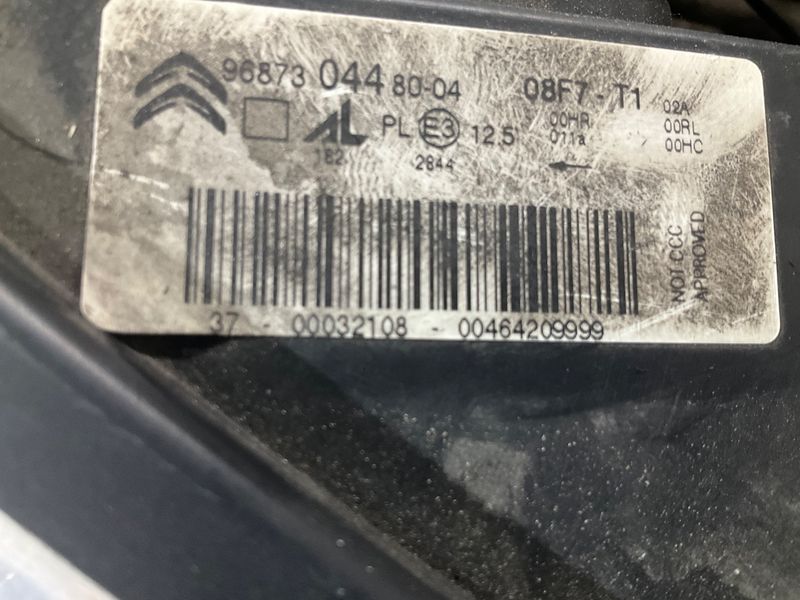 96873 044 80-04 08F7-T1
02A
00HR 00RL
AL PL E3 12.5 011a 00HC
182 2844
NOT CCC
APPROVED
37 - 00032108 - 00464209999